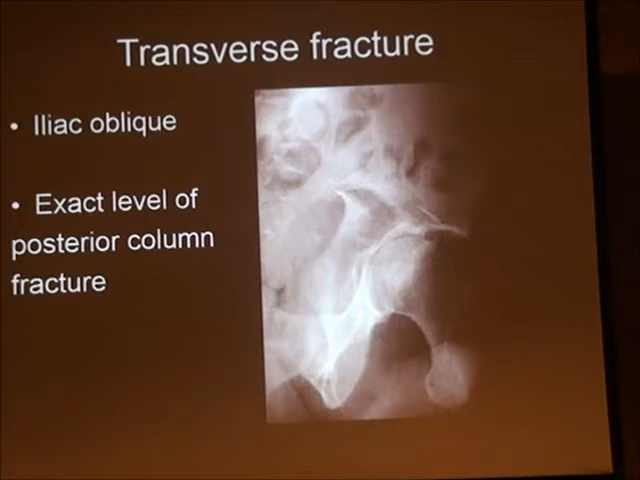 Transverse fracture
• Iliac oblique
• Exact level of
posterior column
fracture